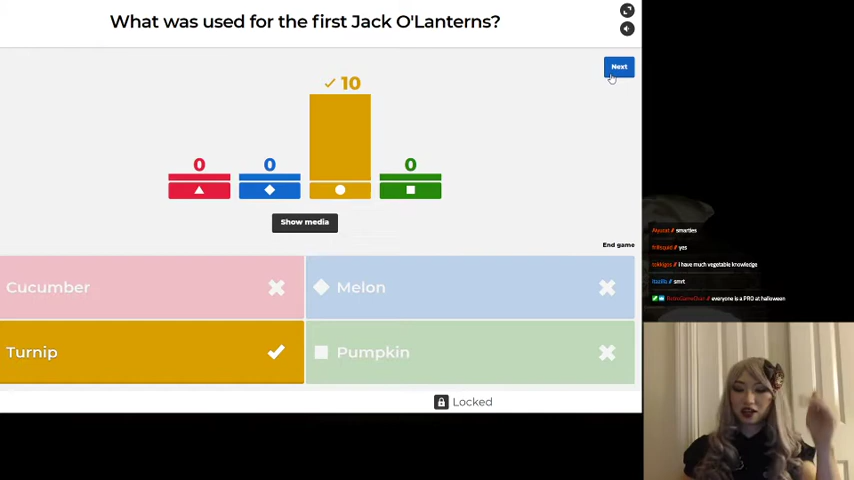 What was used for the first Jack O'Lanterns?
Next
10
0
0
0
Show media
End game
Cucumber
Melon
Turnip
Pumpkin
Locked
smarties
yes
i have much vegetable knowledge
smrt
everyone is a PRO at halloween